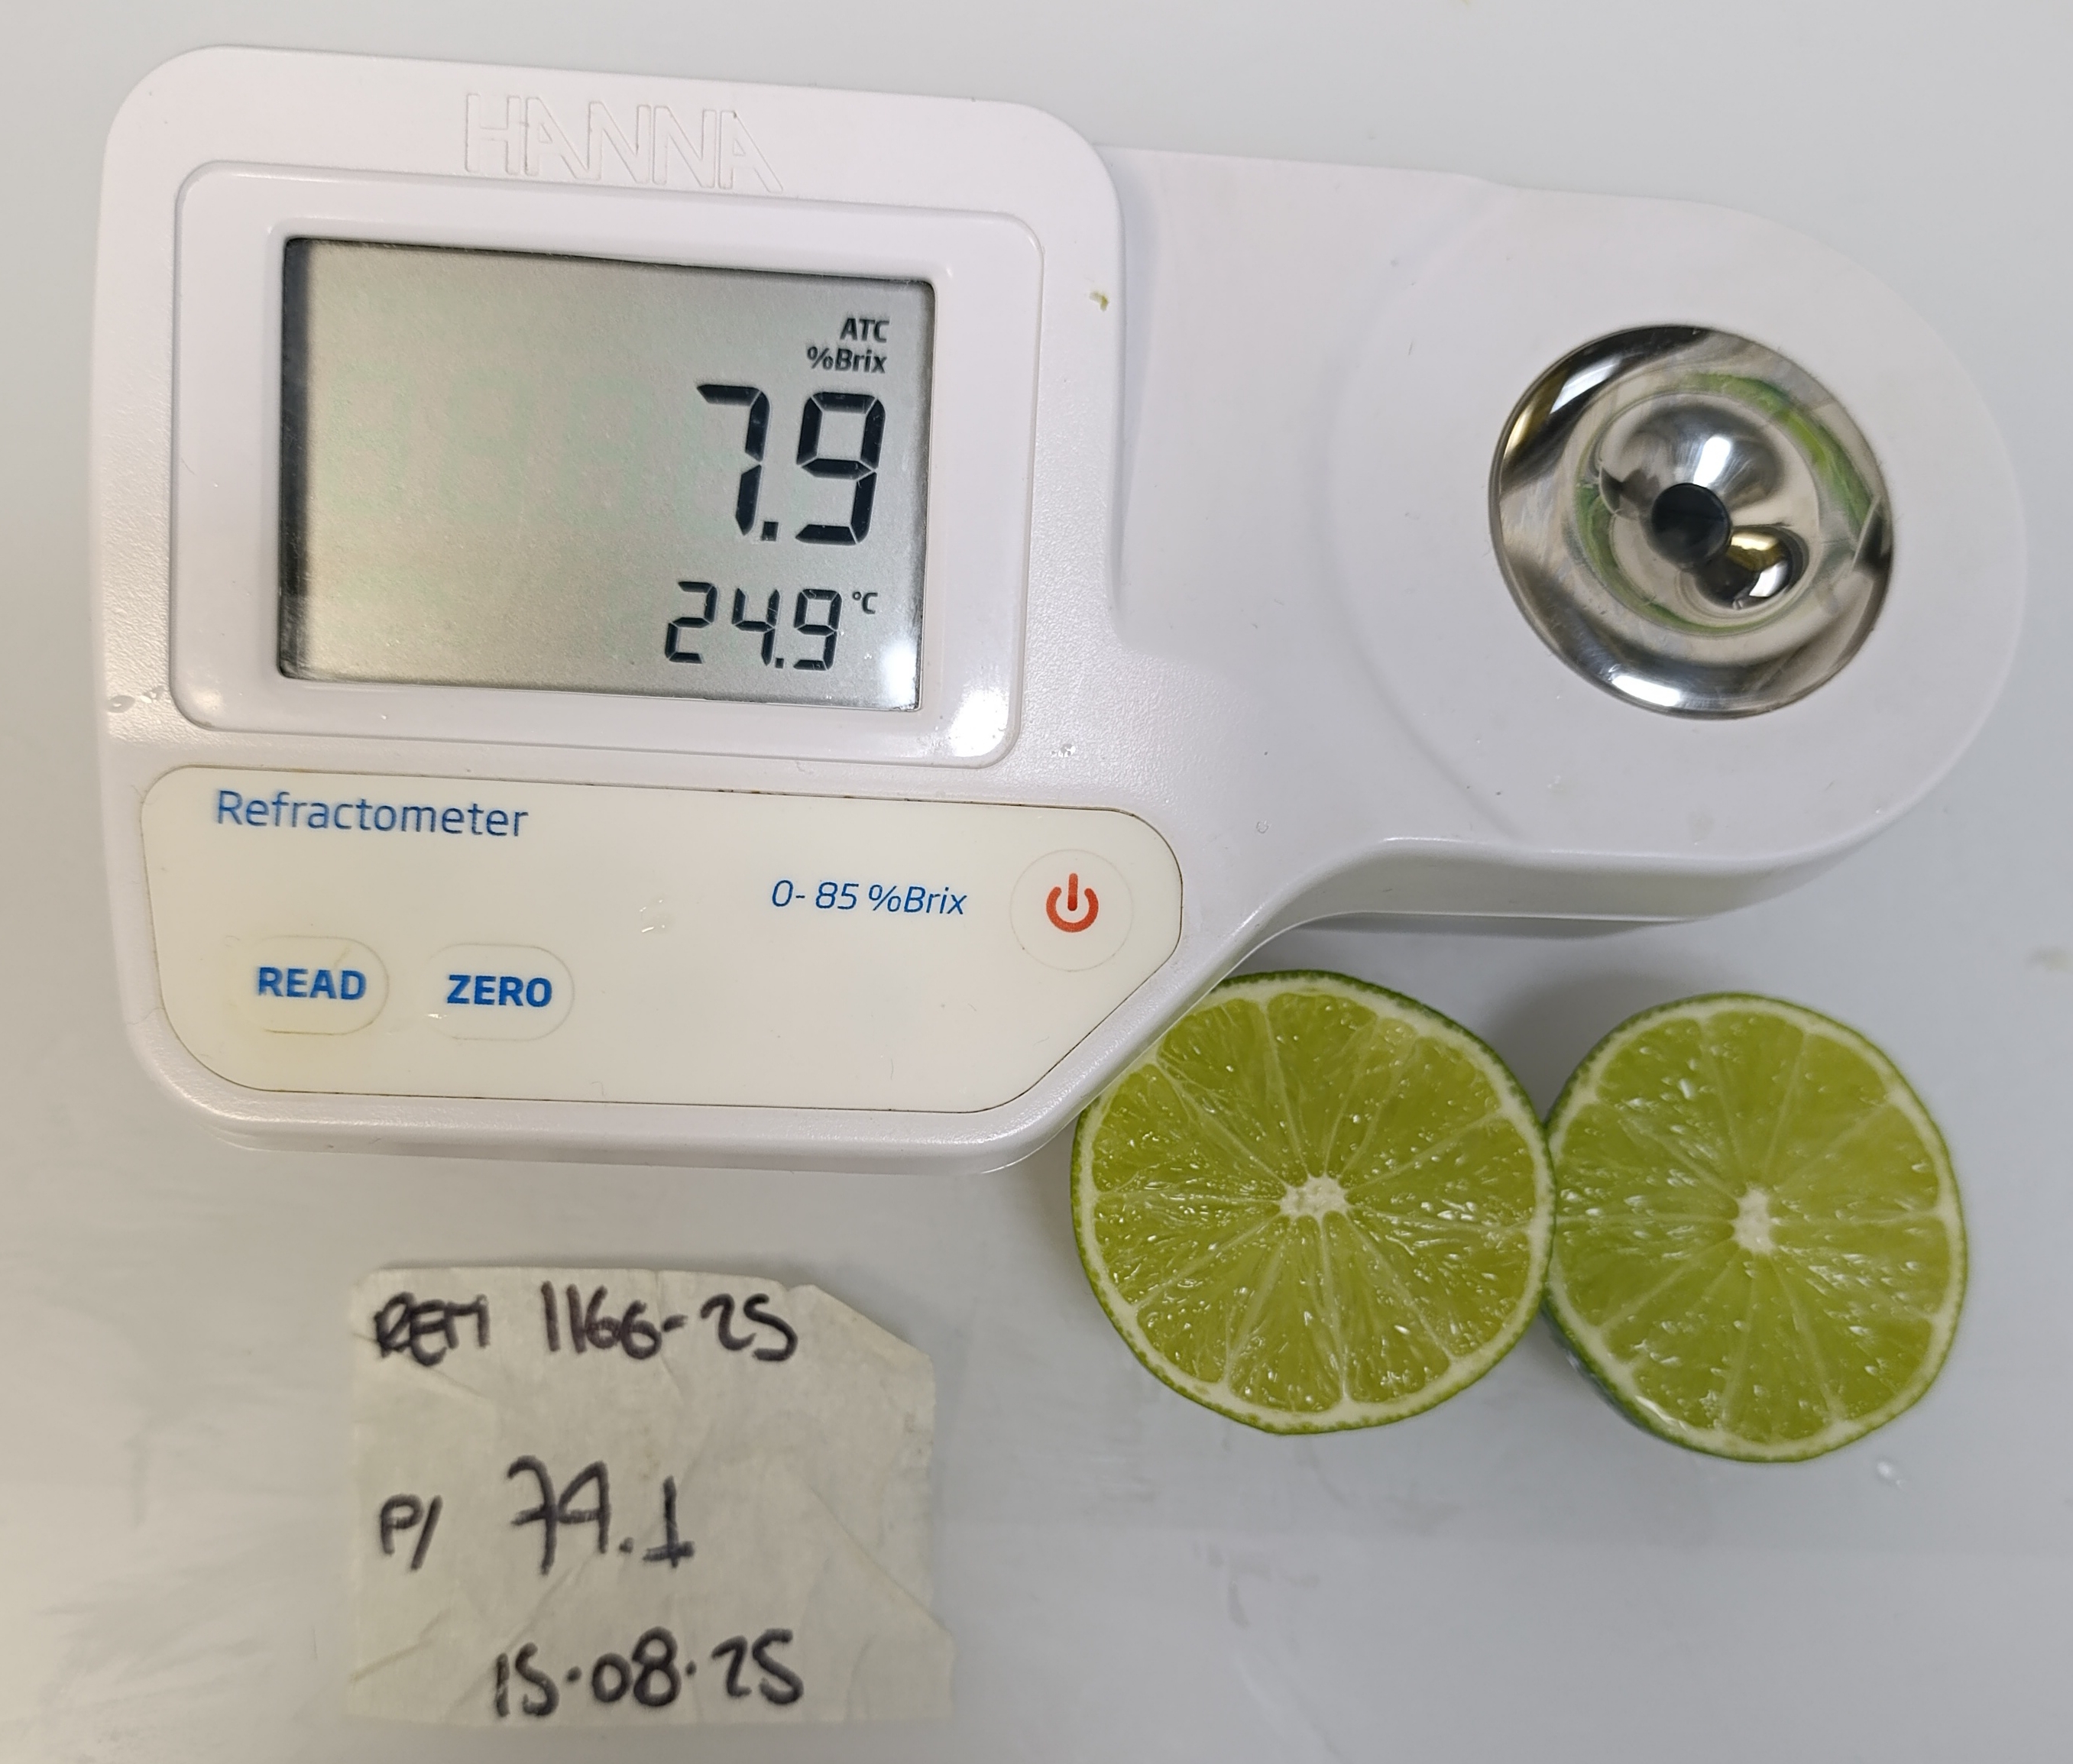 HANNA
ATC
%Brix
7.9
24.9 °C
Refractometer
0- 85 %Brix
READ ZERO
REM 1166-25
P/ 79.1
15.08.25